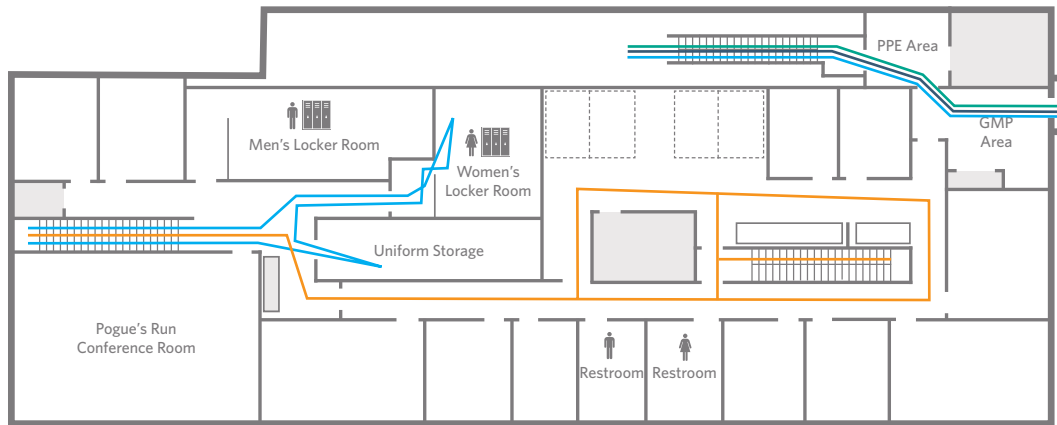 PPE Area
GMP
Area
Men's Locker Room
Women's
Locker Room
Uniform Storage
Pogue's Run
Conference Room
Restroom
Restroom